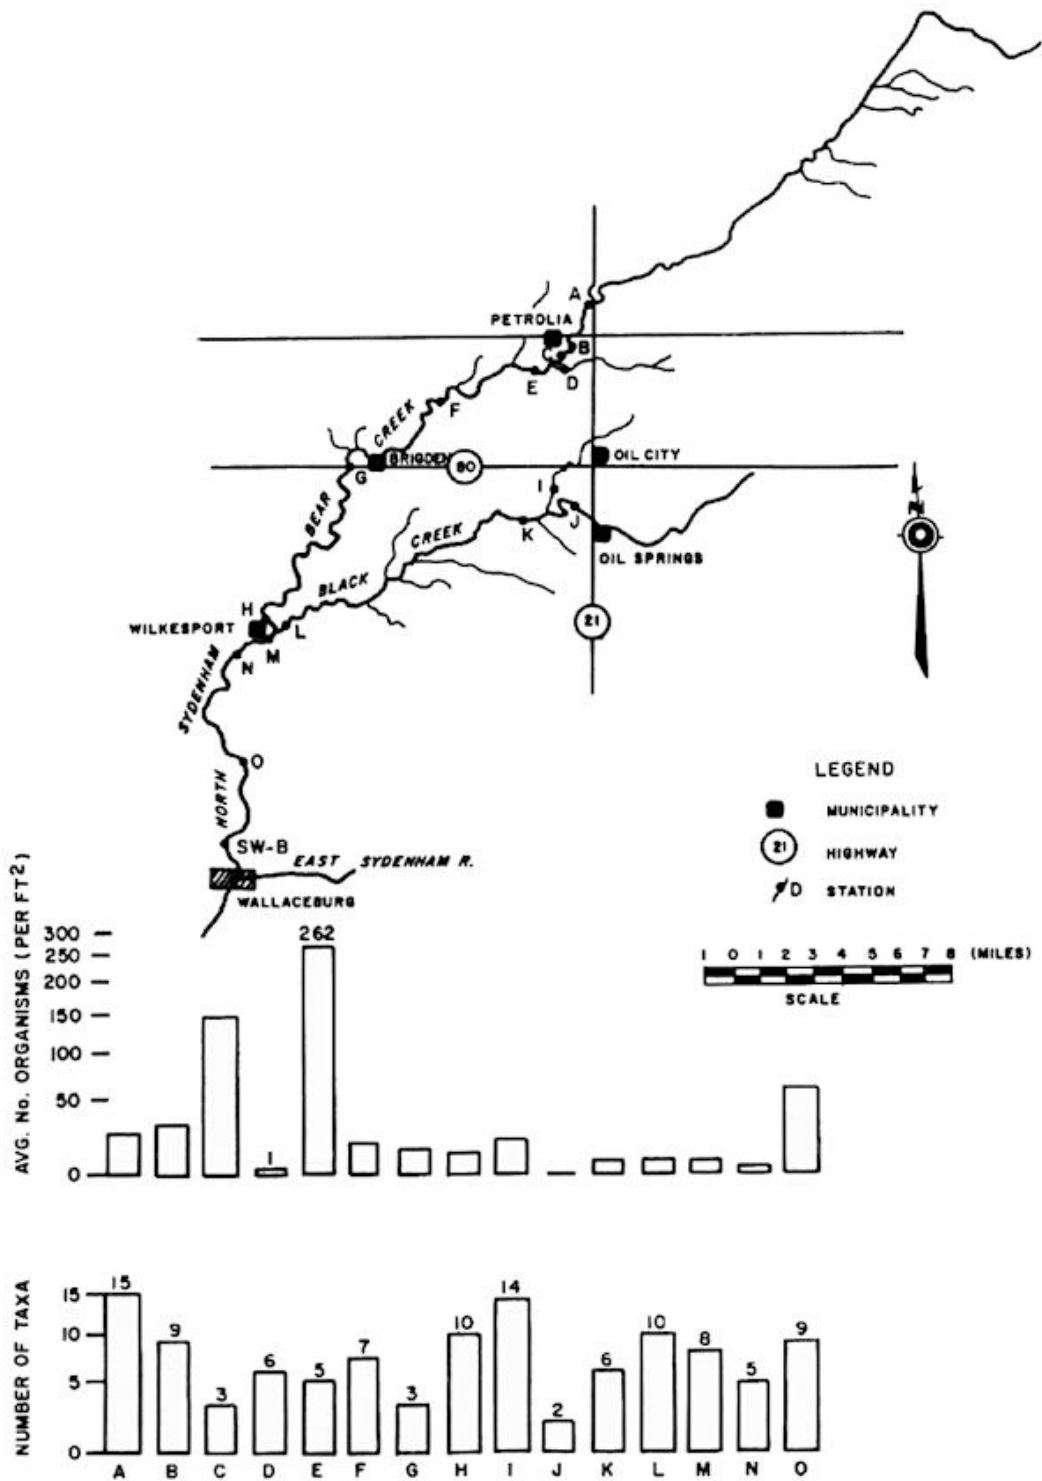 A
PETROLIA
B
C
E
D
F
CREEK
BRIGDEN
80
OIL CITY
G
I
J
BEAR
K
CREEK
OIL SPRINGS
N
BLACK
H
21
WILKESPORT
L
M
N
SYDENHAM
O
LEGEND
NORTH
MUNICIPALITY
SW-B
21 HIGHWAY
EAST SYDENHAM R.
D STATION
WALLACEBURG
AVG. No. ORGANISMS (PER FT2)
300
262
250
1 0 1 2 3 4 5 6 7 8 (MILES)
200
SCALE
150
100
50
1
0
NUMBER OF TAXA
15
10
5
0
15 9 3 6 5 7 3 10 14 2 6 10 8 5 9
A B C D E F G H I J K L M N O